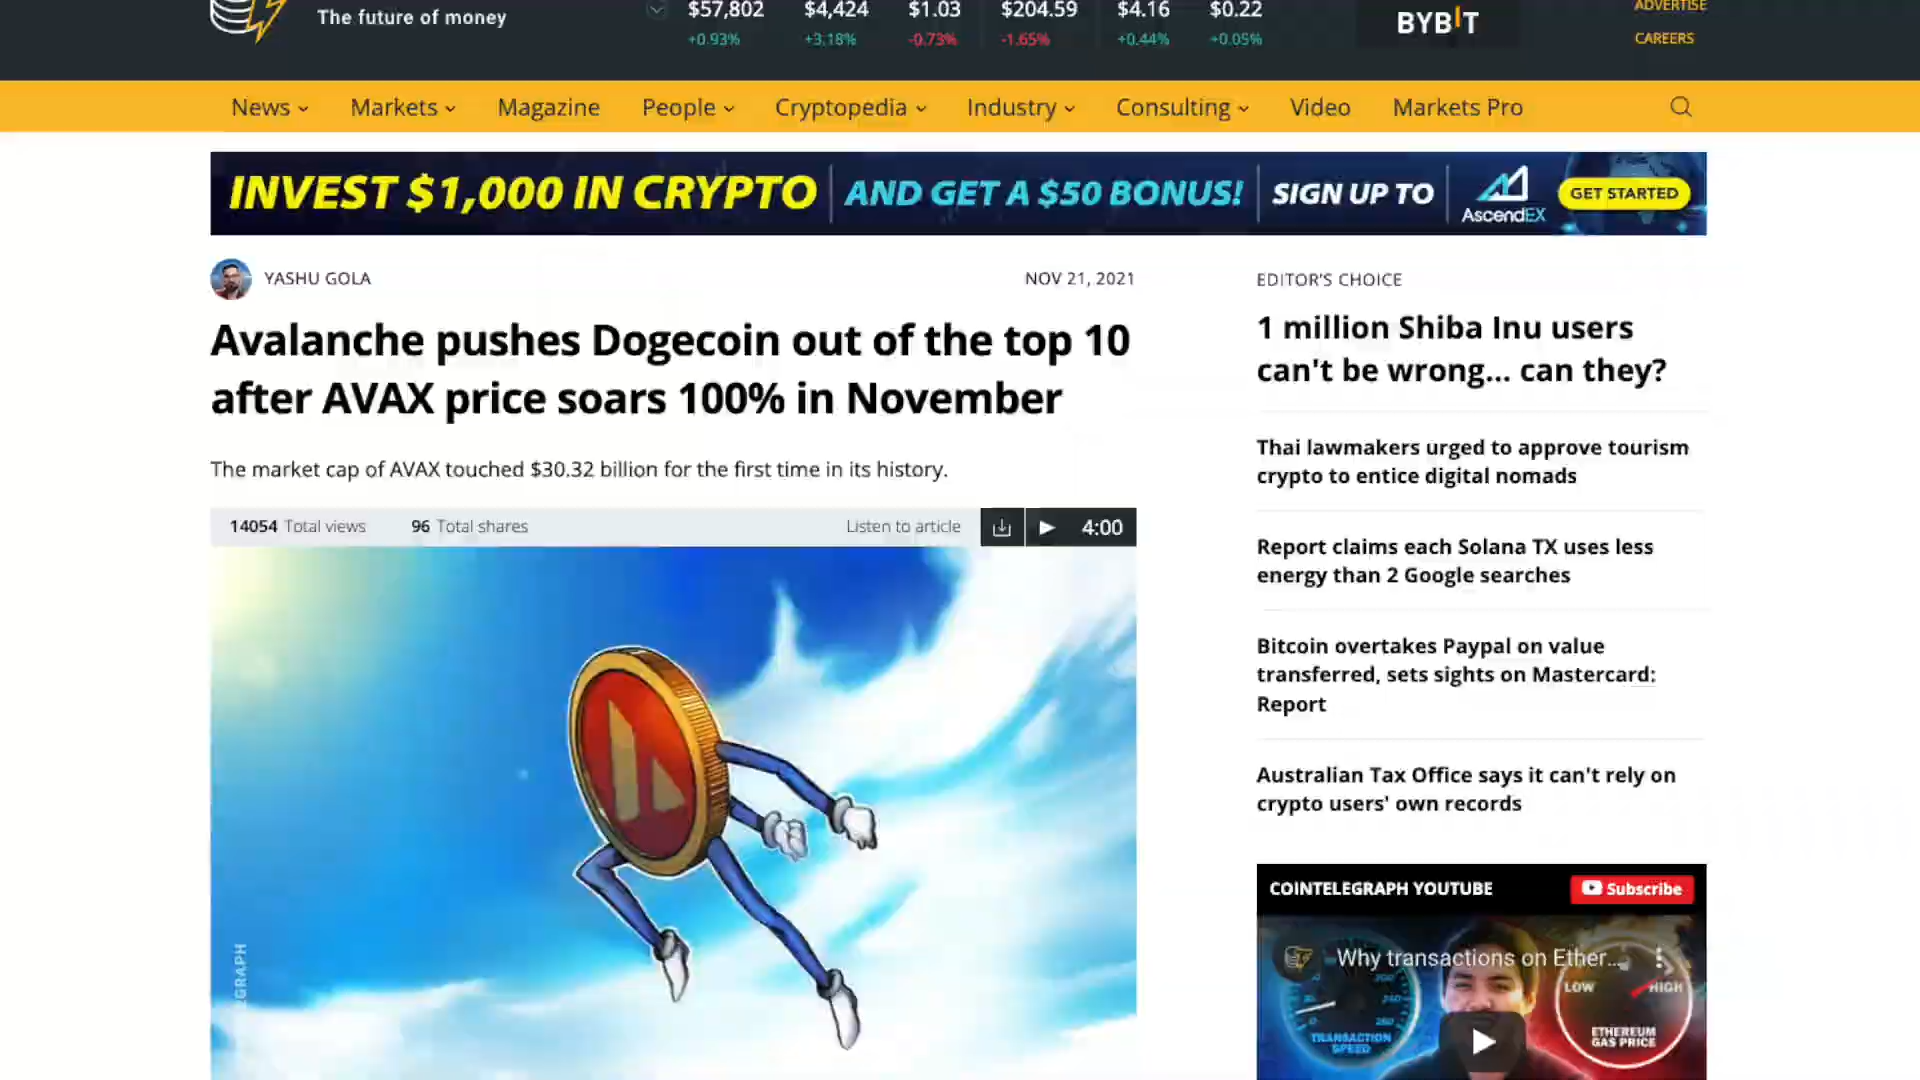 The future of money
$57,802 $4,424 $1.03 $204.59 $4.16 $0.22
+0.93% +3.18% -0.73% -1.65% +0.44% +0.05%
BYBIT
ADVERTISE
CAREERS
News Markets Magazine People Cryptopedia Industry Consulting Video Markets Pro
INVEST $1,000 IN CRYPTO AND GET A $50 BONUS! SIGN UP TO AscendEX GET STARTED
YASHU GOLA NOV 21, 2021
Avalanche pushes Dogecoin out of the top 10
after AVAX price soars 100% in November
The market cap of AVAX touched $30.32 billion for the first time in its history.
14054 Total views 96 Total shares Listen to article 4:00
EDITOR'S CHOICE
1 million Shiba Inu users
can't be wrong... can they?
Thai lawmakers urged to approve tourism
crypto to entice digital nomads
Report claims each Solana TX uses less
energy than 2 Google searches
Bitcoin overtakes Paypal on value
transferred, sets sights on Mastercard:
Report
Australian Tax Office says it can't rely on
crypto users' own records
COINTELEGRAPH YOUTUBE Subscribe
Why transactions on Ether...
LOW HIGH
TRANSACTION
SPEED
ETHEREUM
GAS PRICE